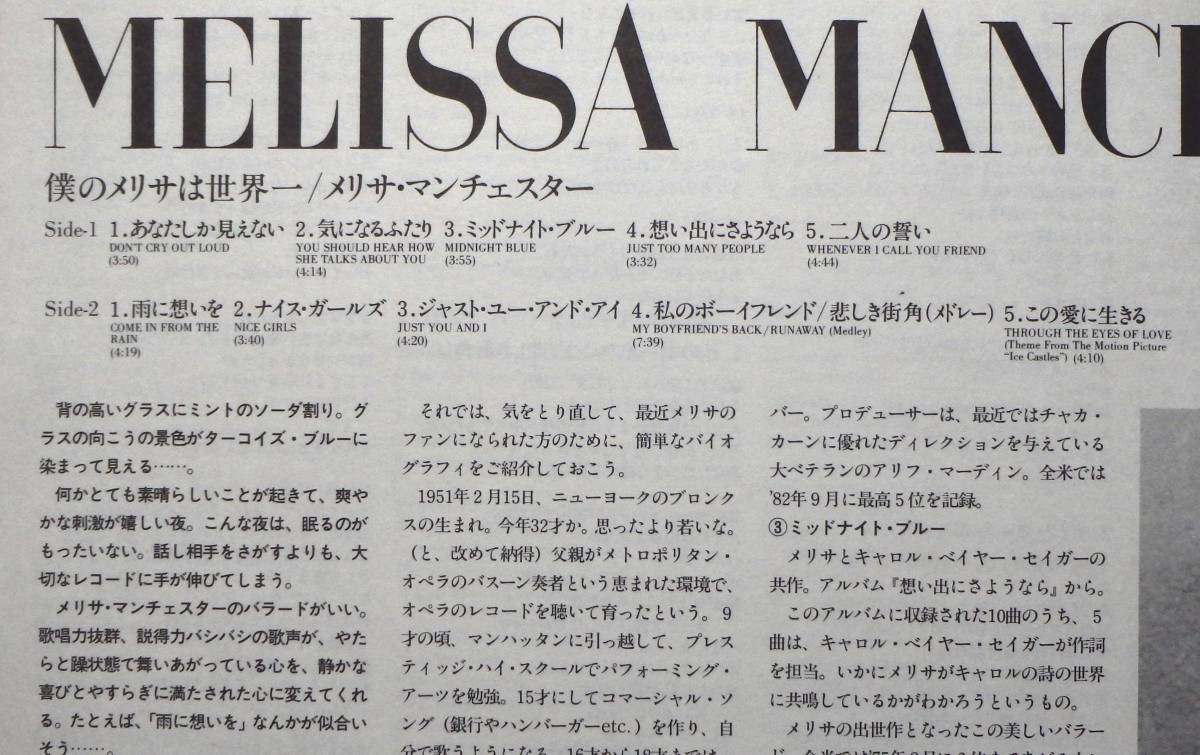 MELISSA MANC
僕のメリサは世界一/メリサ・マンチェスター
Side-1 1.あなたしか見えない 2.気になるふたり 3.ミッドナイト・ブルー 4.想い出にさようなら 5.二人の誓い
DON'T CRY OUT LOUD YOU SHOULD HEAR HOW MIDNIGHT BLUE JUST TOO MANY PEOPLE WHENEVER I CALL YOU FRIEND
(3:50) SHE TALKS ABOUT YOU (3:55) (3:32) (4:44)
(4:14)
Side-2 1.雨に想いを 2.ナイス・ガールズ 3.ジャスト・ユー・アンド・アイ 4.私のボーイフレンド/悲しき街角(メドレー) 5.この愛に生きる
COME IN FROM THE NICE GIRLS JUST YOU AND I MY BOYFRIEND'S BACK/RUNAWAY (Medley) THROUGH THE EYES OF LOVE
RAIN (3:40) (4:20) (7:39) (Theme From The Motion Picture
(4:19) "Ice Castles") (4:10)
背の高いグラスにミントのソーダ割り。グ
ラスの向こうの景色がターコイズ・ブルーに
染まって見える……。
何かとても素晴らしいことが起きて、爽や
かな刺激が嬉しい夜。こんな夜は、眠るのが
もったいない。話し相手をさがすよりも、大
切なレコードに手が伸びてしまう。
メリサ・マンチェスターのバラードがいい。
歌唱力抜群、説得力バシバシの歌声が、やた
らと躁状態で舞いあがっている心を、静かな
喜びとやすらぎに満たされた心に変えてくれ
る。たとえば、「雨に想いを」なんかが似合い
そう……。
それでは、気をとり直して、最近メリサの
ファンになられた方のために、簡単なバイオ
グラフィをご紹介しておこう。
1951年2月15日、ニューヨークのブロンク
スの生まれ。今年32才か。思ったより若いな。
(と、改めて納得)父親がメトロポリタン・
オペラのバスーン奏者という恵まれた環境で、
オペラのレコードを聴いて育ったという。9
才の頃、マンハッタンに引っ越して、プレス
ティッジ・ハイ・スクールでパフォーミング・
アーツを勉強。15才にしてコマーシャル・ソ
ング(銀行やハンバーガーetc.)を作り、自
分で歌うようになる。16才から18才までは、
バー。プロデューサーは、最近ではチャカ・
カーンに優れたディレクションを与えている
大ベテランのアリフ・マーディン。全米では
'82年9月に最高5位を記録。
③ミッドナイト・ブルー
メリサとキャロル・ベイヤー・セイガーの
共作。アルバム『想い出にさようなら』から。
このアルバムに収録された10曲のうち、5
曲は、キャロル・ベイヤー・セイガーが作詞
を担当。いかにメリサがキャロルの詩の世界
に共鳴しているかがわかろうというもの。
メリサの出世作となったこの美しいバラー